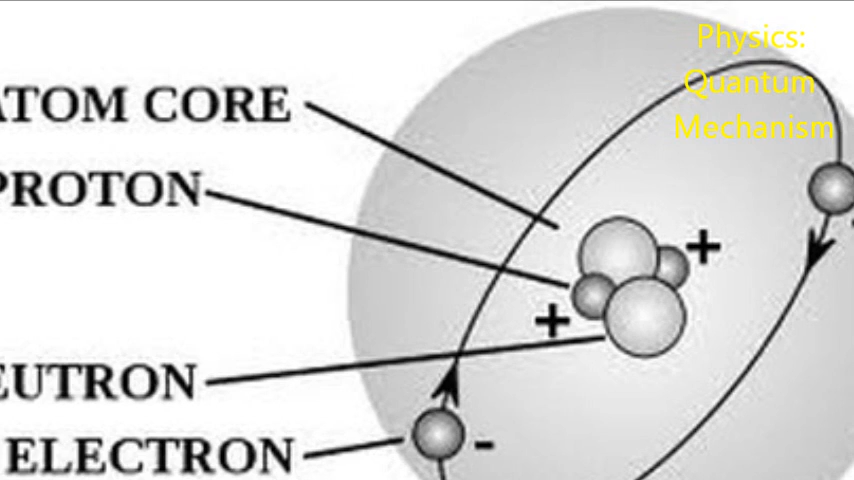 Physics:
Quantum
Mechanism
ATOM CORE
PROTON
+
+
EUTRON
ELECTRON -